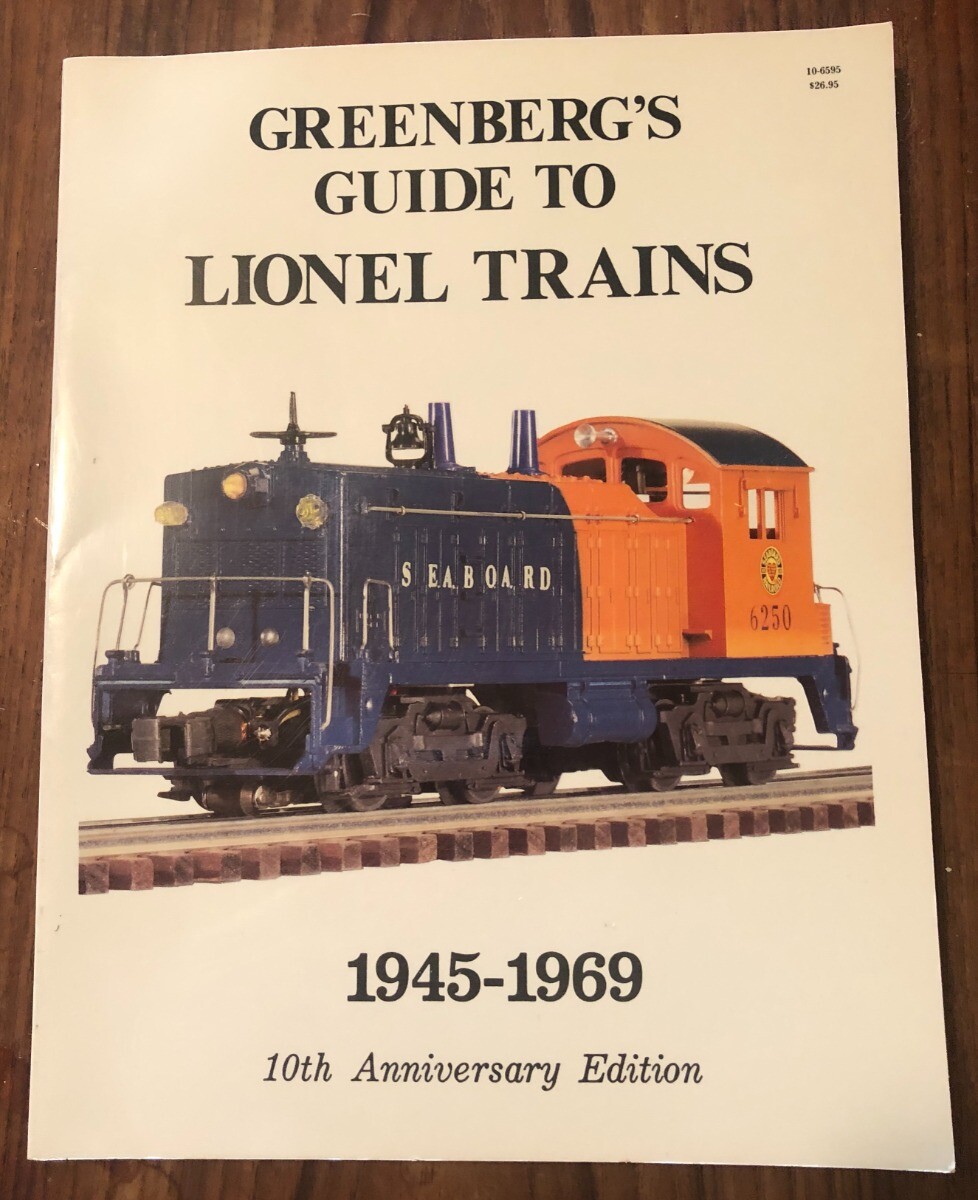 10-6595
$26.95
GREENBERG'S
GUIDE TO
LIONEL TRAINS
SEABOARD
6250
1945-1969
10th Anniversary Edition